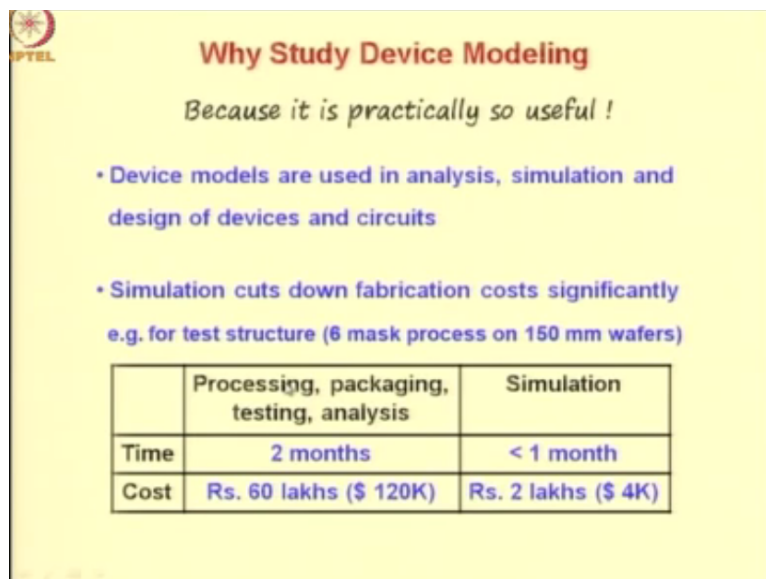 Why Study Device Modeling
Because it is practically so useful !
• Device models are used in analysis, simulation and
design of devices and circuits
• Simulation cuts down fabrication costs significantly
e.g. for test structure (6 mask process on 150 mm wafers)
Processing, packaging, Simulation
testing, analysis
Time 2 months < 1 month
Cost Rs. 60 lakhs ($ 120K) Rs. 2 lakhs ($ 4K)